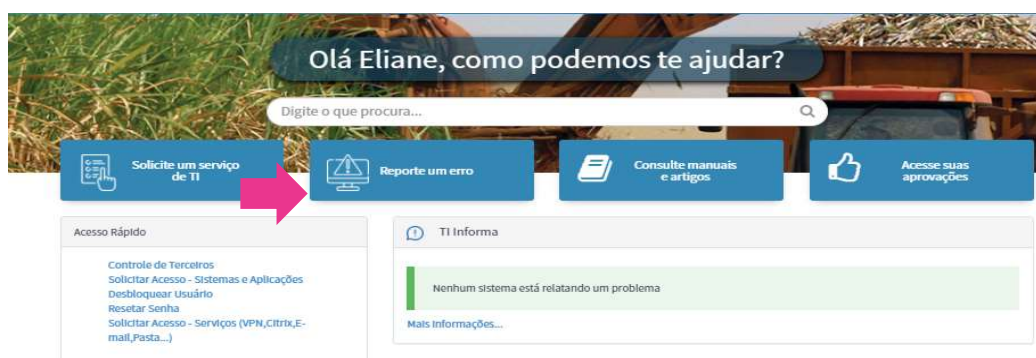 Olá Eliane, como podemos te ajudar?
Digite o que procura...
Solicite um serviço
de TI
Reporte um erro
Consulte manuais
e artigos
Acesse suas
aprovações
Acesso Rápido
Controle de Terceiros
Solicitar Acesso - Sistemas e Aplicações
Desbloquear Usuário
Resetar Senha
Solicitar Acesso - Serviços (VPN,Citrix,E-
mail,Pasta...)
TI Informa
Nenhum sistema está relatando um problema
Mais Informações...